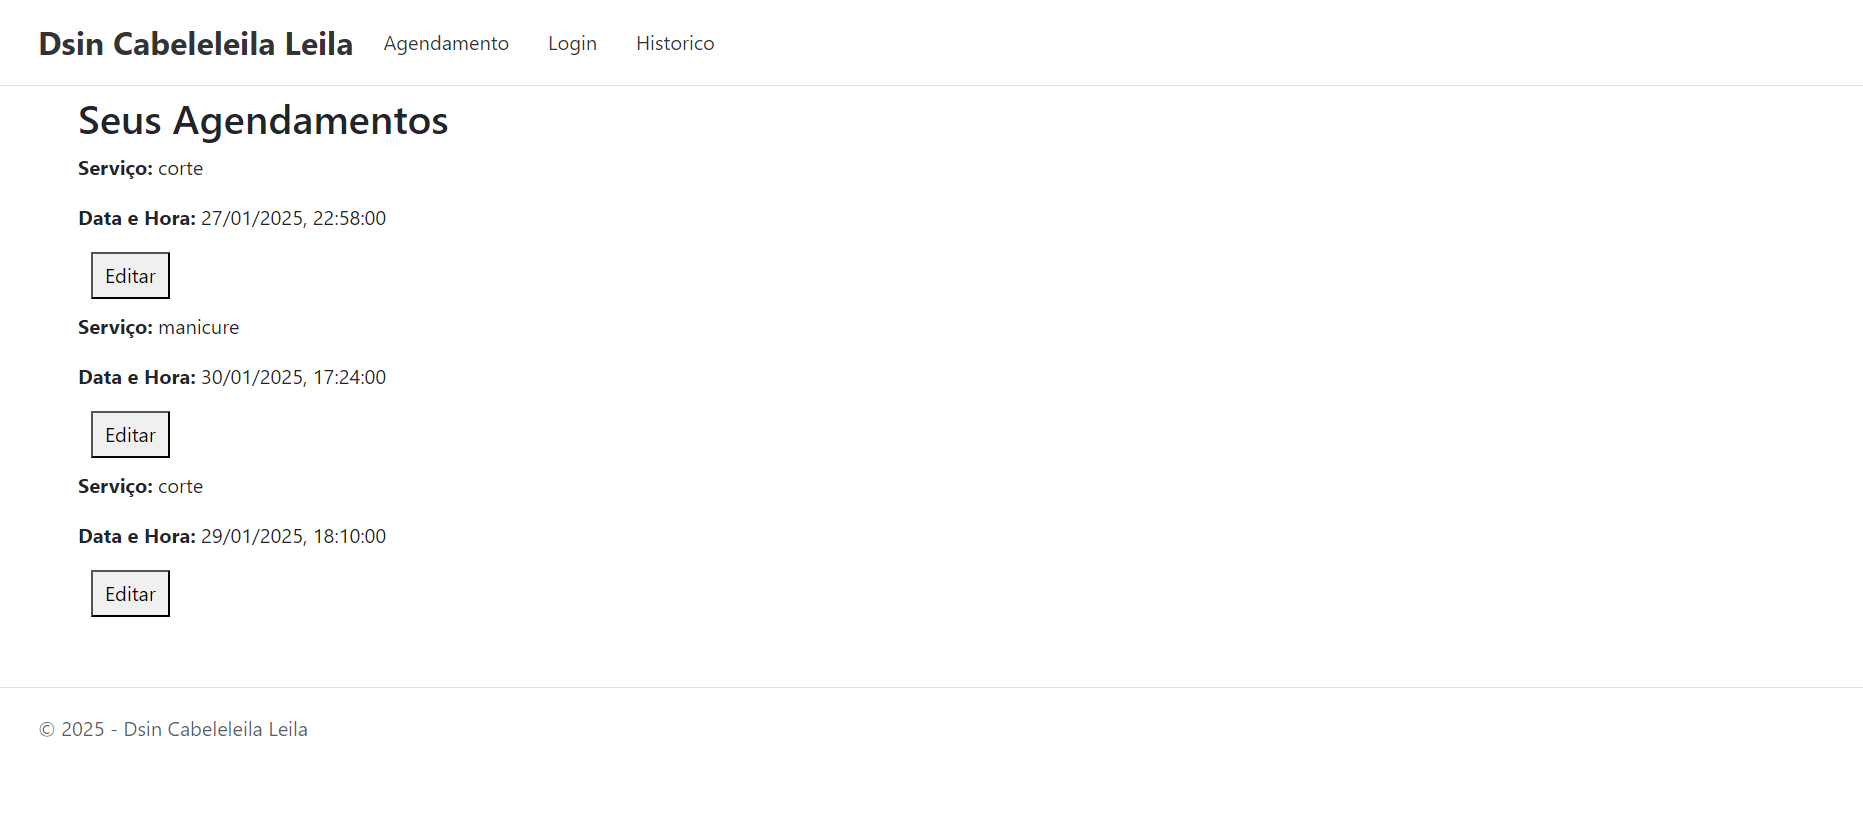 Dsin Cabeleleila Leila Agendamento Login Historico
Seus Agendamentos
Serviço: corte
Data e Hora: 27/01/2025, 22:58:00
Editar
Serviço: manicure
Data e Hora: 30/01/2025, 17:24:00
Editar
Serviço: corte
Data e Hora: 29/01/2025, 18:10:00
Editar
© 2025 - Dsin Cabeleleila Leila